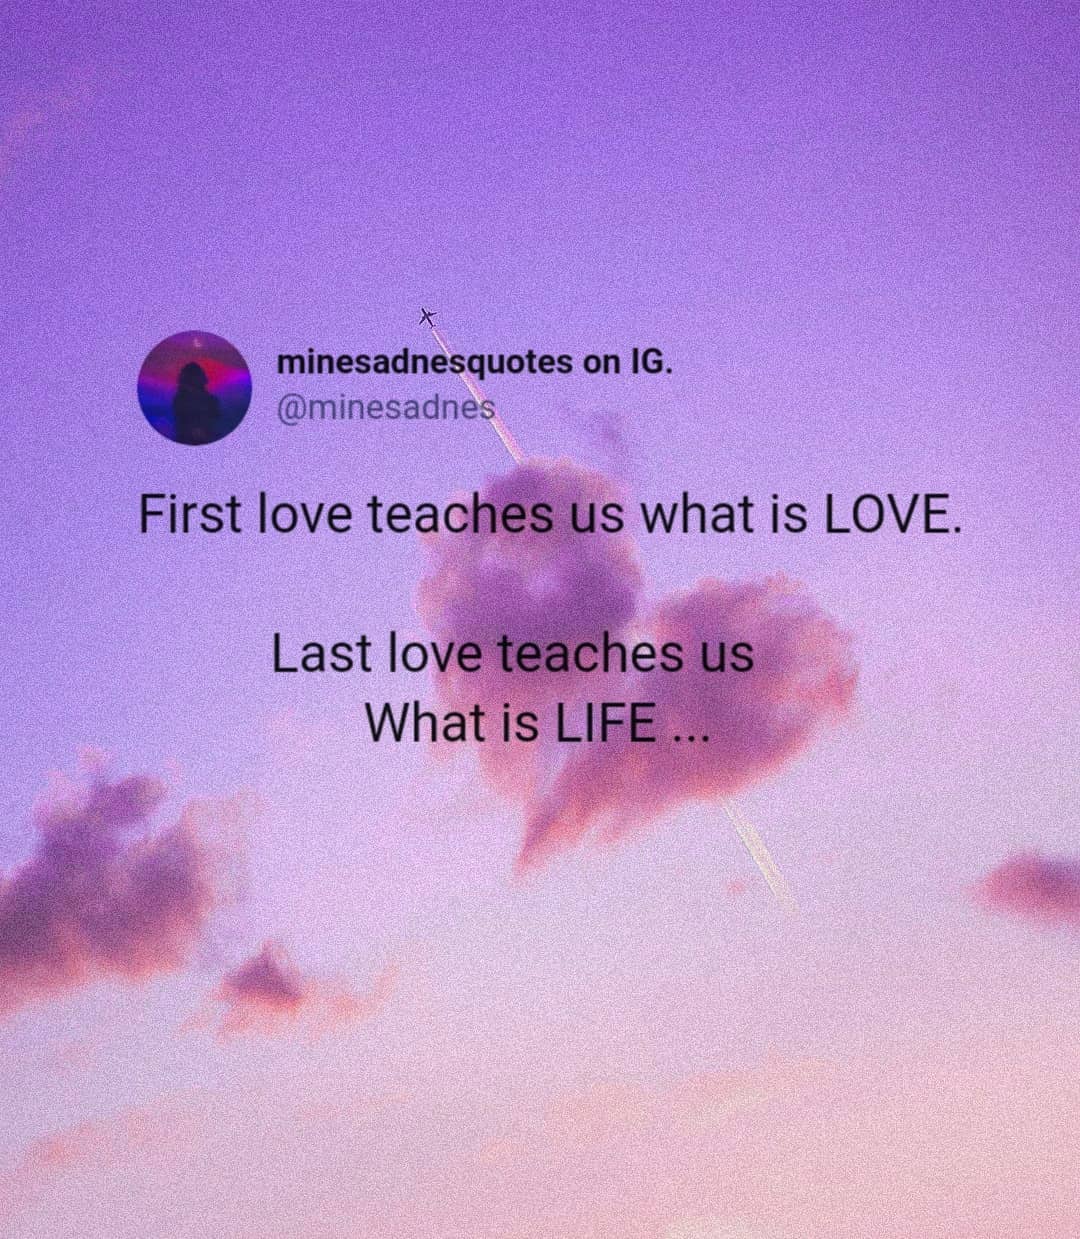 minesadnesquotes on IG.
@minesadnes
First love teaches us what is LOVE.
Last love teaches us
What is LIFE ...